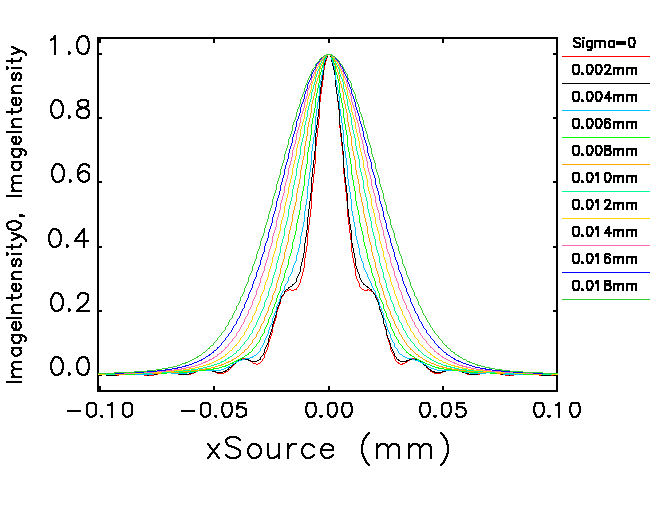 ImageIntensity0, ImageIntensity
1.0
0.8
0.6
0.4
0.2
0.0
−0.10 −0.05 0.00 0.05 0.10
xSource (mm)
Sigma=0
0.002mm
0.004mm
0.006mm
0.008mm
0.010mm
0.012mm
0.014mm
0.016mm
0.018mm